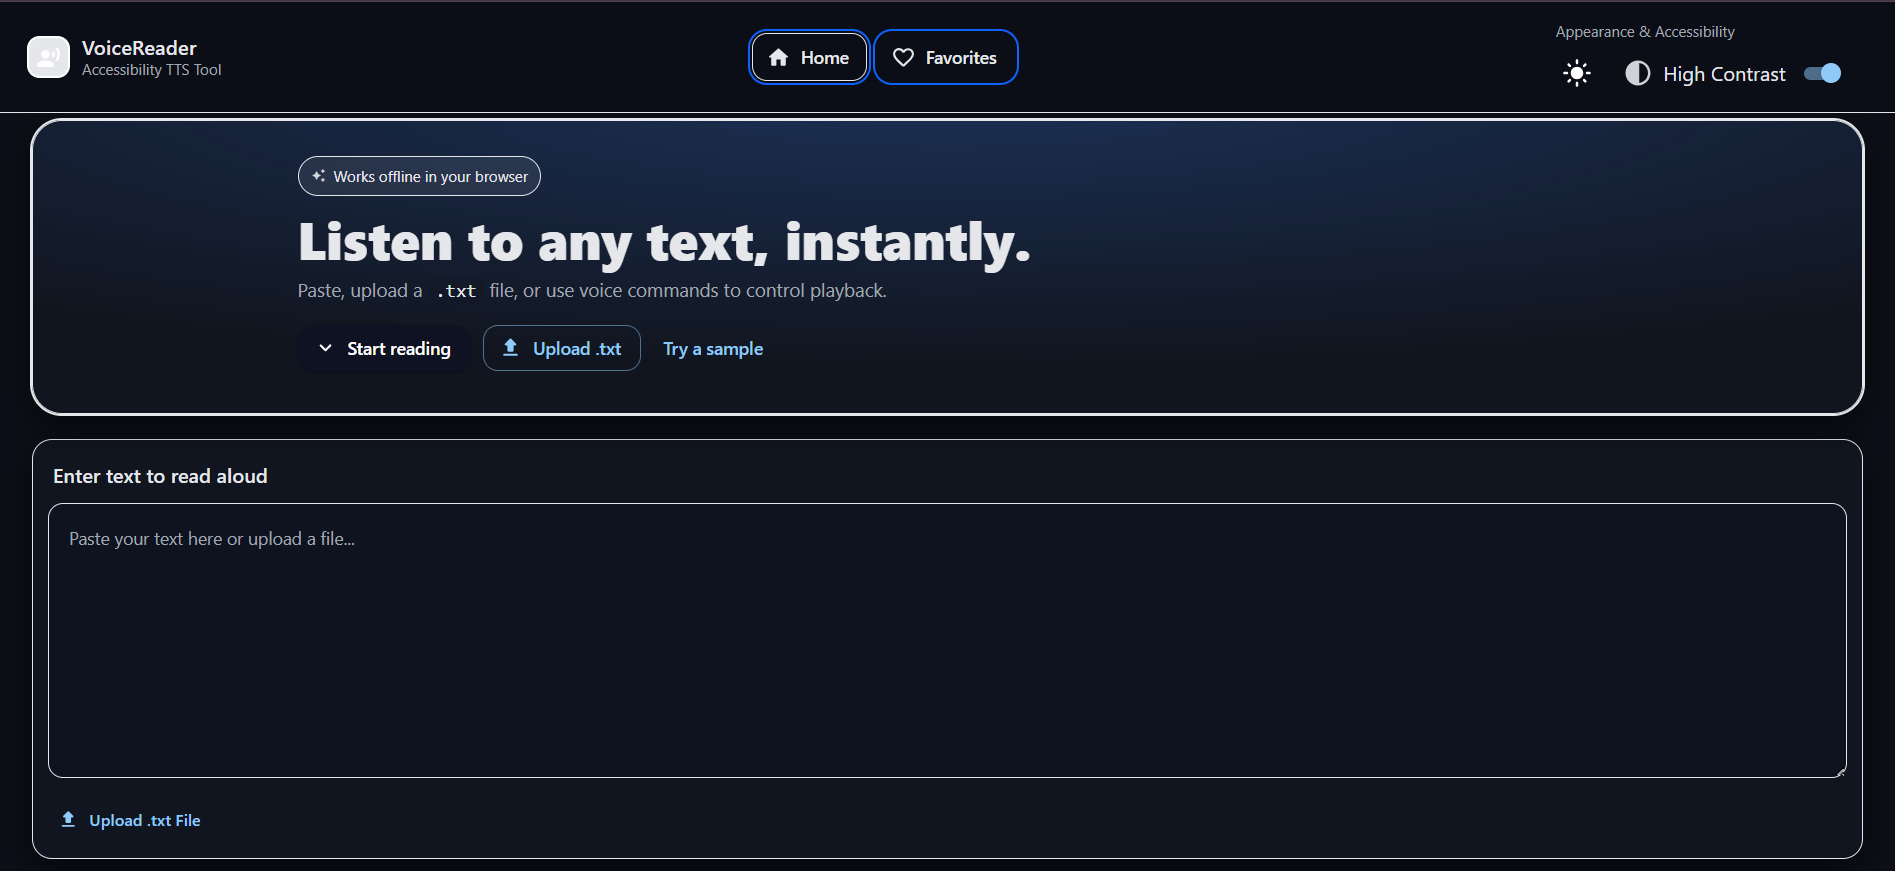 VoiceReader
Accessibility TTS Tool
Home
Favorites
Appearance & Accessibility
High Contrast
Works offline in your browser
Listen to any text, instantly.
Paste, upload a .txt file, or use voice commands to control playback.
Start reading
Upload .txt
Try a sample
Enter text to read aloud
Paste your text here or upload a file...
Upload .txt File